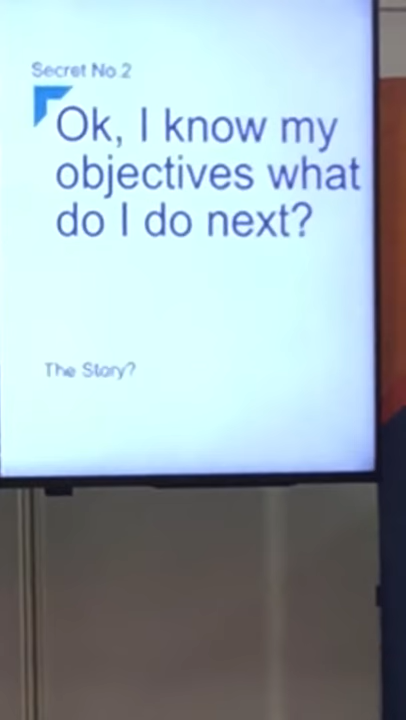 Secret No 2
Ok, I know my
objectives what
do I do next?
The Story?